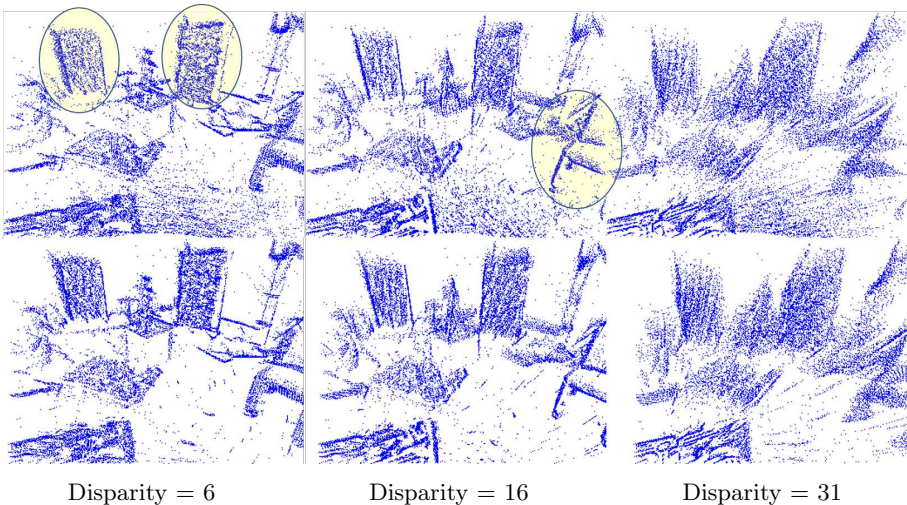 Disparity = 6
Disparity = 16
Disparity = 31